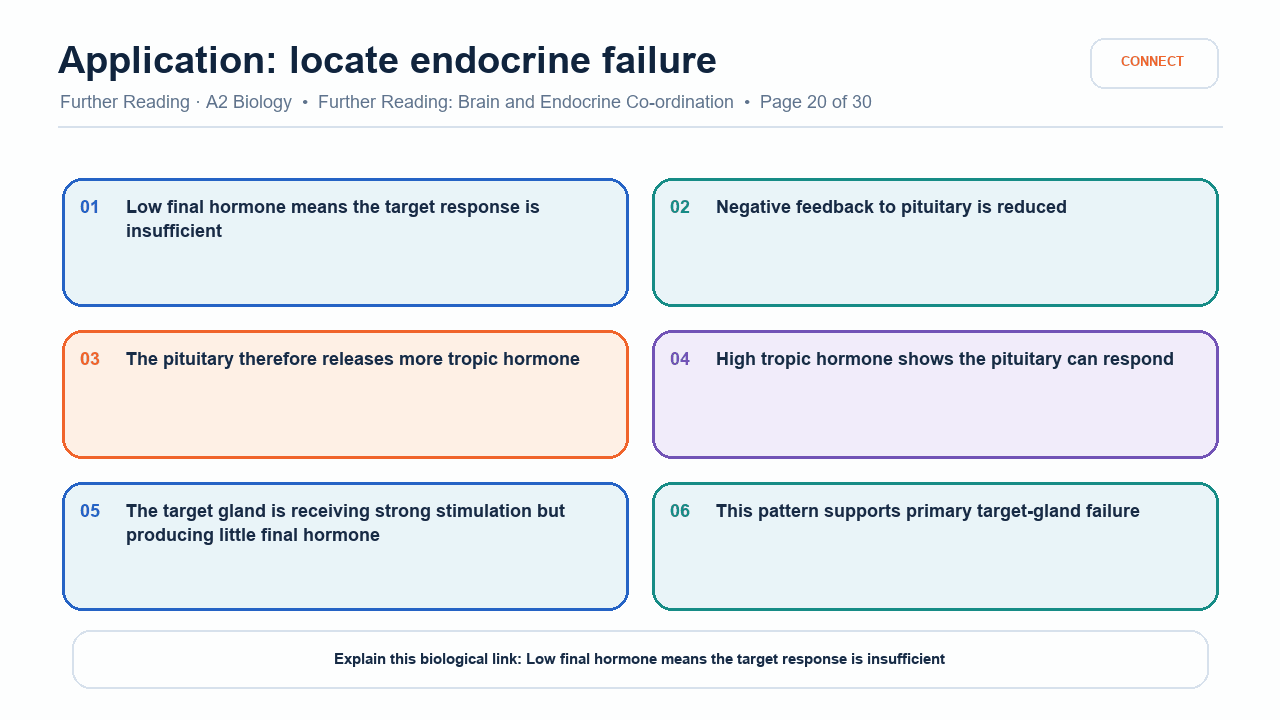 Application: locate endocrine failure
CONNECT
Further Reading · A2 Biology • Further Reading: Brain and Endocrine Co-ordination • Page 20 of 30
01 Low final hormone means the target response is
insufficient
02 Negative feedback to pituitary is reduced
03 The pituitary therefore releases more tropic hormone
04 High tropic hormone shows the pituitary can respond
05 The target gland is receiving strong stimulation but
producing little final hormone
06 This pattern supports primary target-gland failure
Explain this biological link: Low final hormone means the target response is insufficient